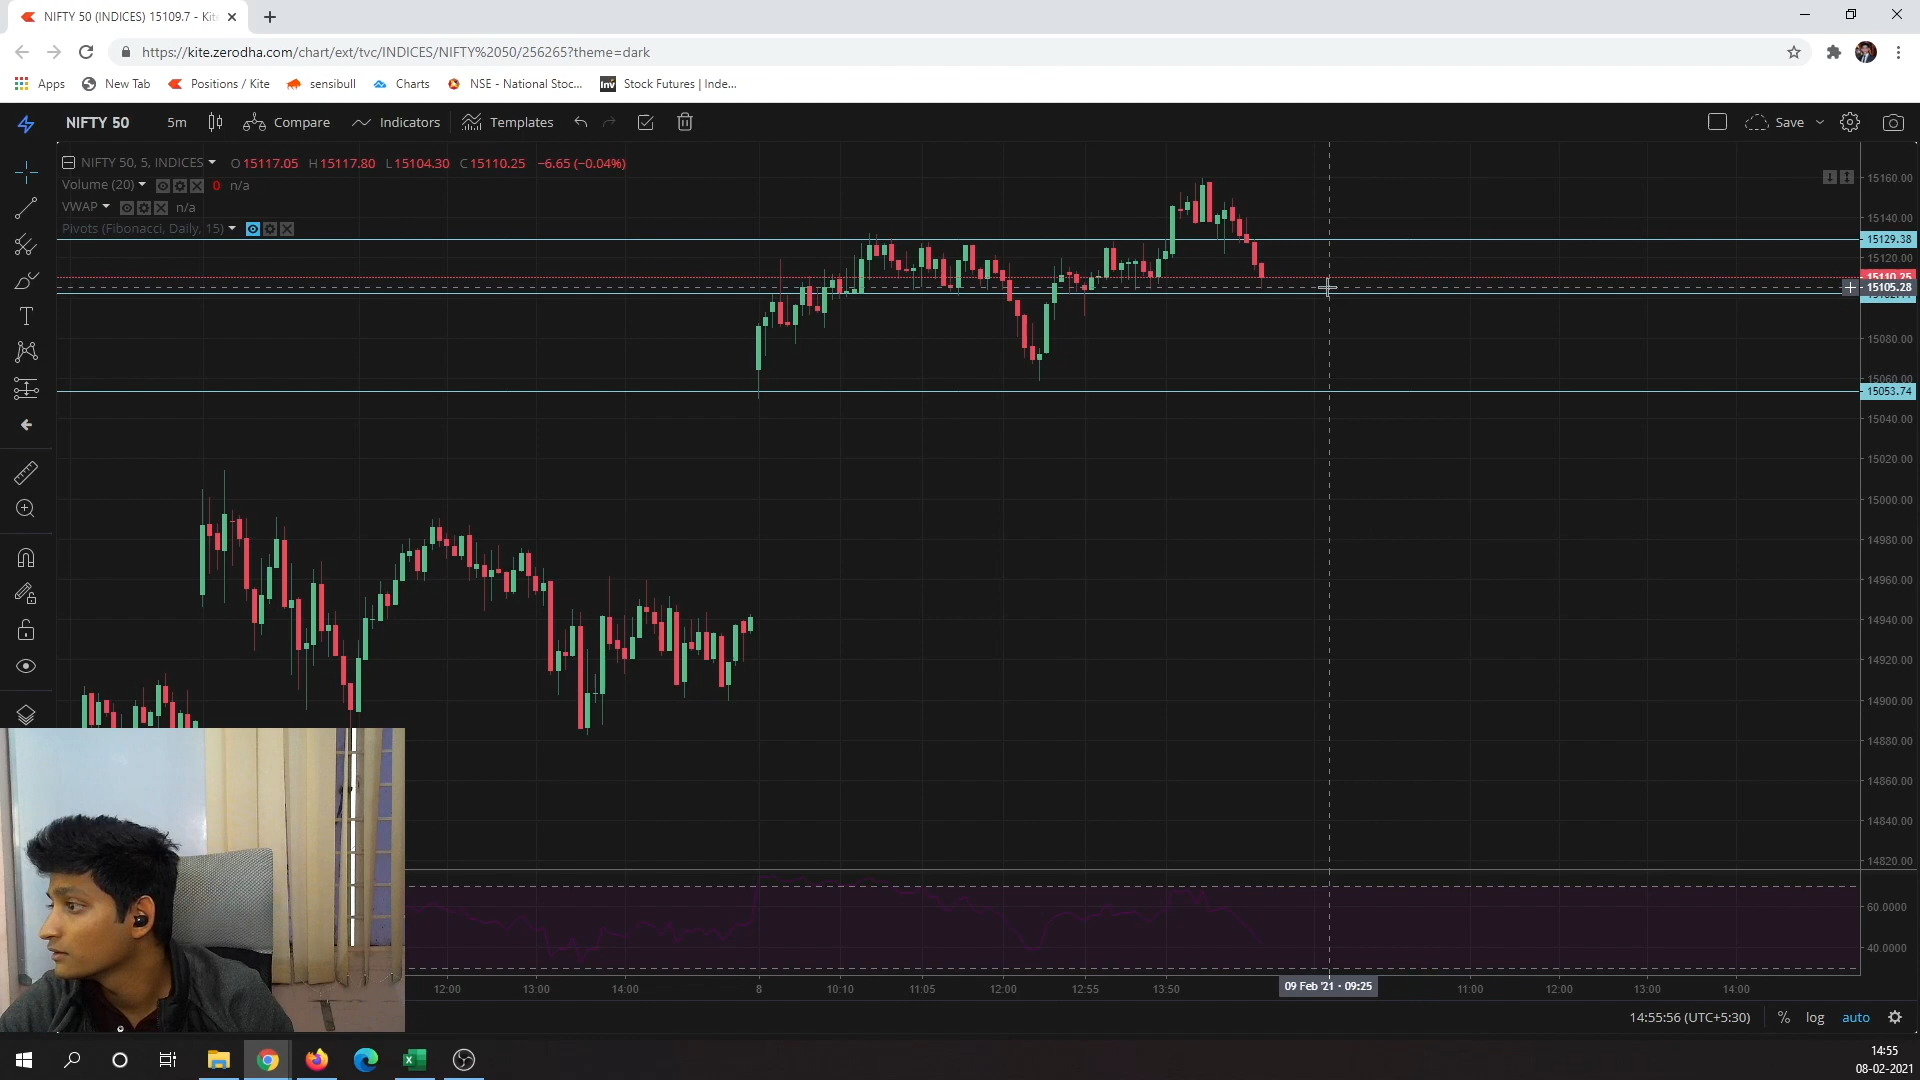 NIFTY 50 (INDICES) 15109.7 - Kit
https://kite.zerodha.com/chart/ext/tvc/INDICES/NIFTY%2050/256265?theme=dark
Apps New Tab Positions / Kite sensibull Charts NSE - National Stoc... Inv Stock Futures | Inde...
NIFTY 50 5m Compare Indicators Templates Save
NIFTY 50, 5, INDICES O 15117.05 H 15117.80 L 15104.30 C 15110.25 −6.65 (−0.04%)
Volume (20) 0 n/a
VWAP n/a
Pivots (Fibonacci, Daily, 15)
15160.00
15140.00
15129.38
15120.00
15110.25
15105.28
15080.00
15060.00
15053.74
15040.00
15020.00
15000.00
14980.00
14960.00
14940.00
14920.00
14900.00
14880.00
14860.00
14840.00
14820.00
60.0000
40.0000
12:00 13:00 14:00 8 10:10 11:05 12:00 12:55 13:50 09 Feb '21 · 09:25 11:00 12:00 13:00 14:00
14:55:56 (UTC+5:30) % log auto
14:55
08-02-2021